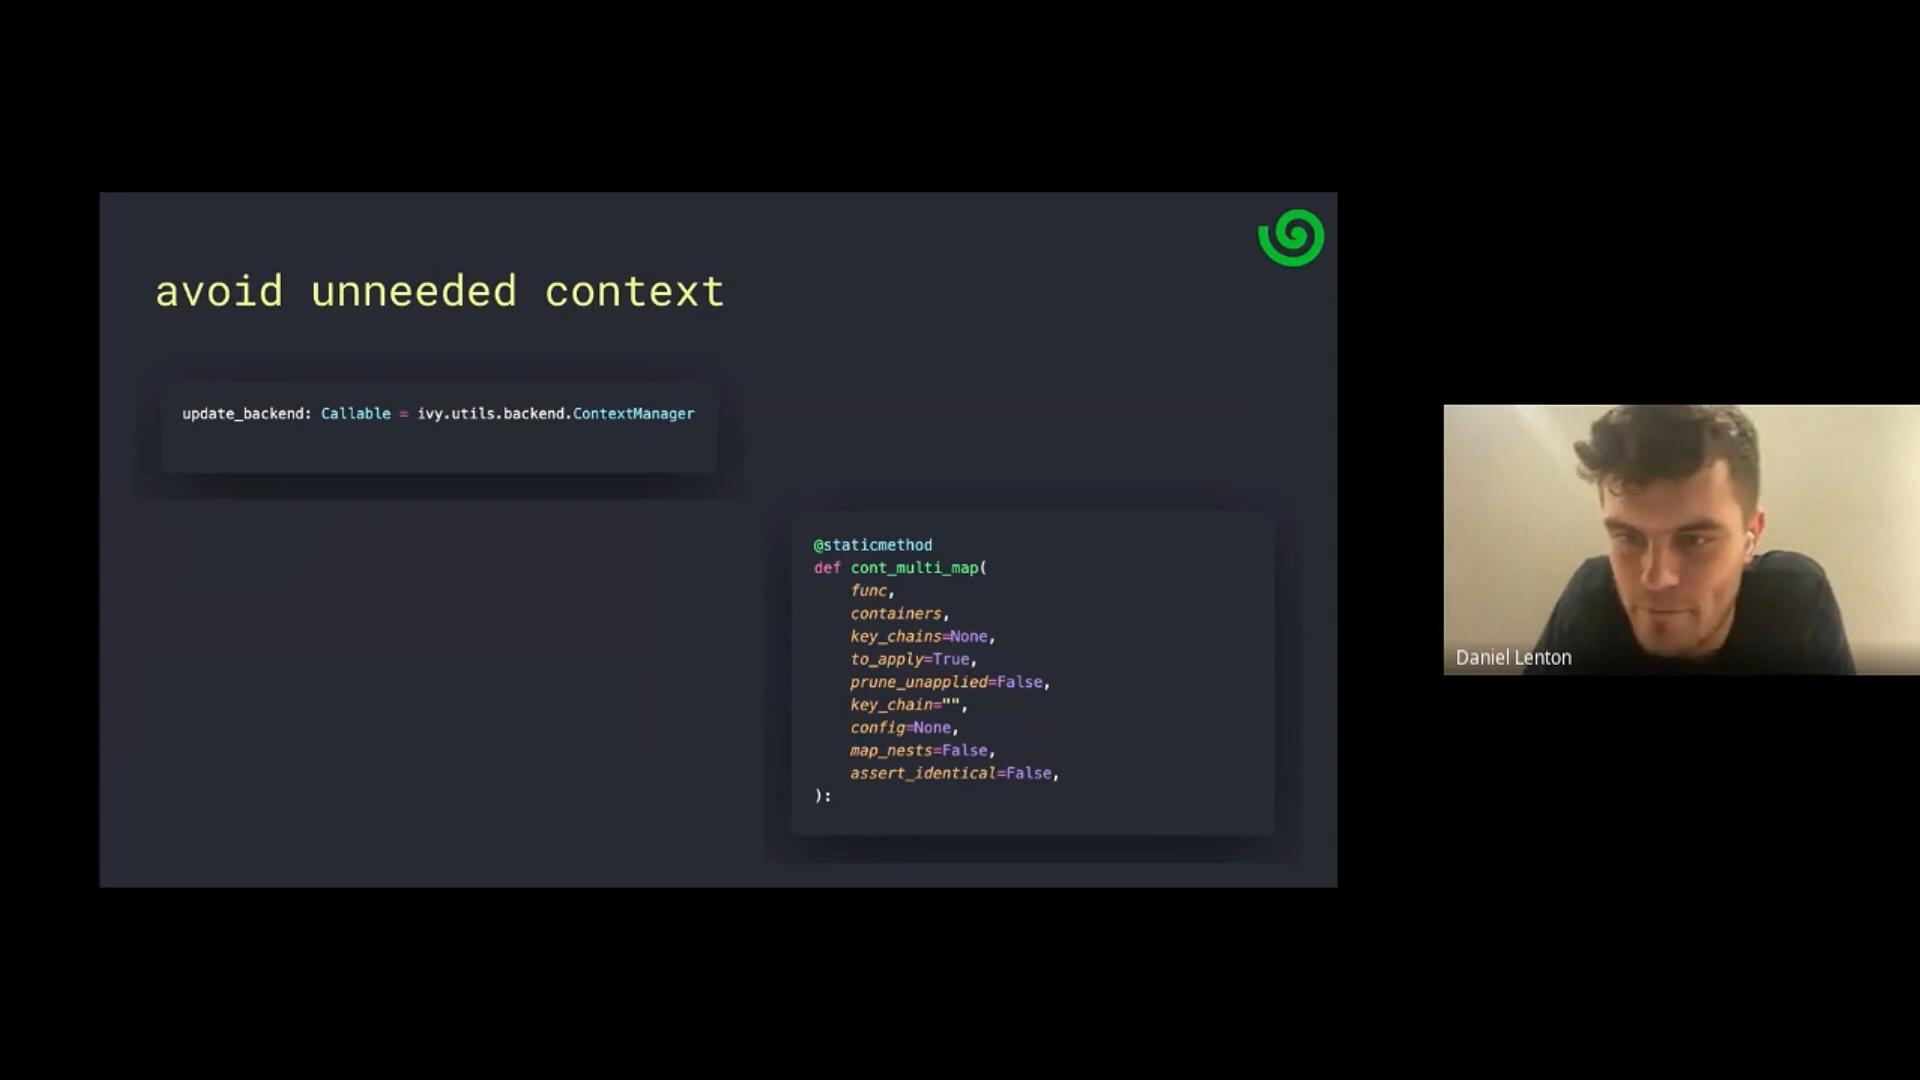 avoid unneeded context
update_backend: Callable = ivy.utils.backend.ContextManager
@staticmethod
def cont_multi_map(
    func,
    containers,
    key_chains=None,
    to_apply=True,
    prune_unapplied=False,
    key_chain="",
    config=None,
    map_nests=False,
    assert_identical=False,
):
Daniel Lenton